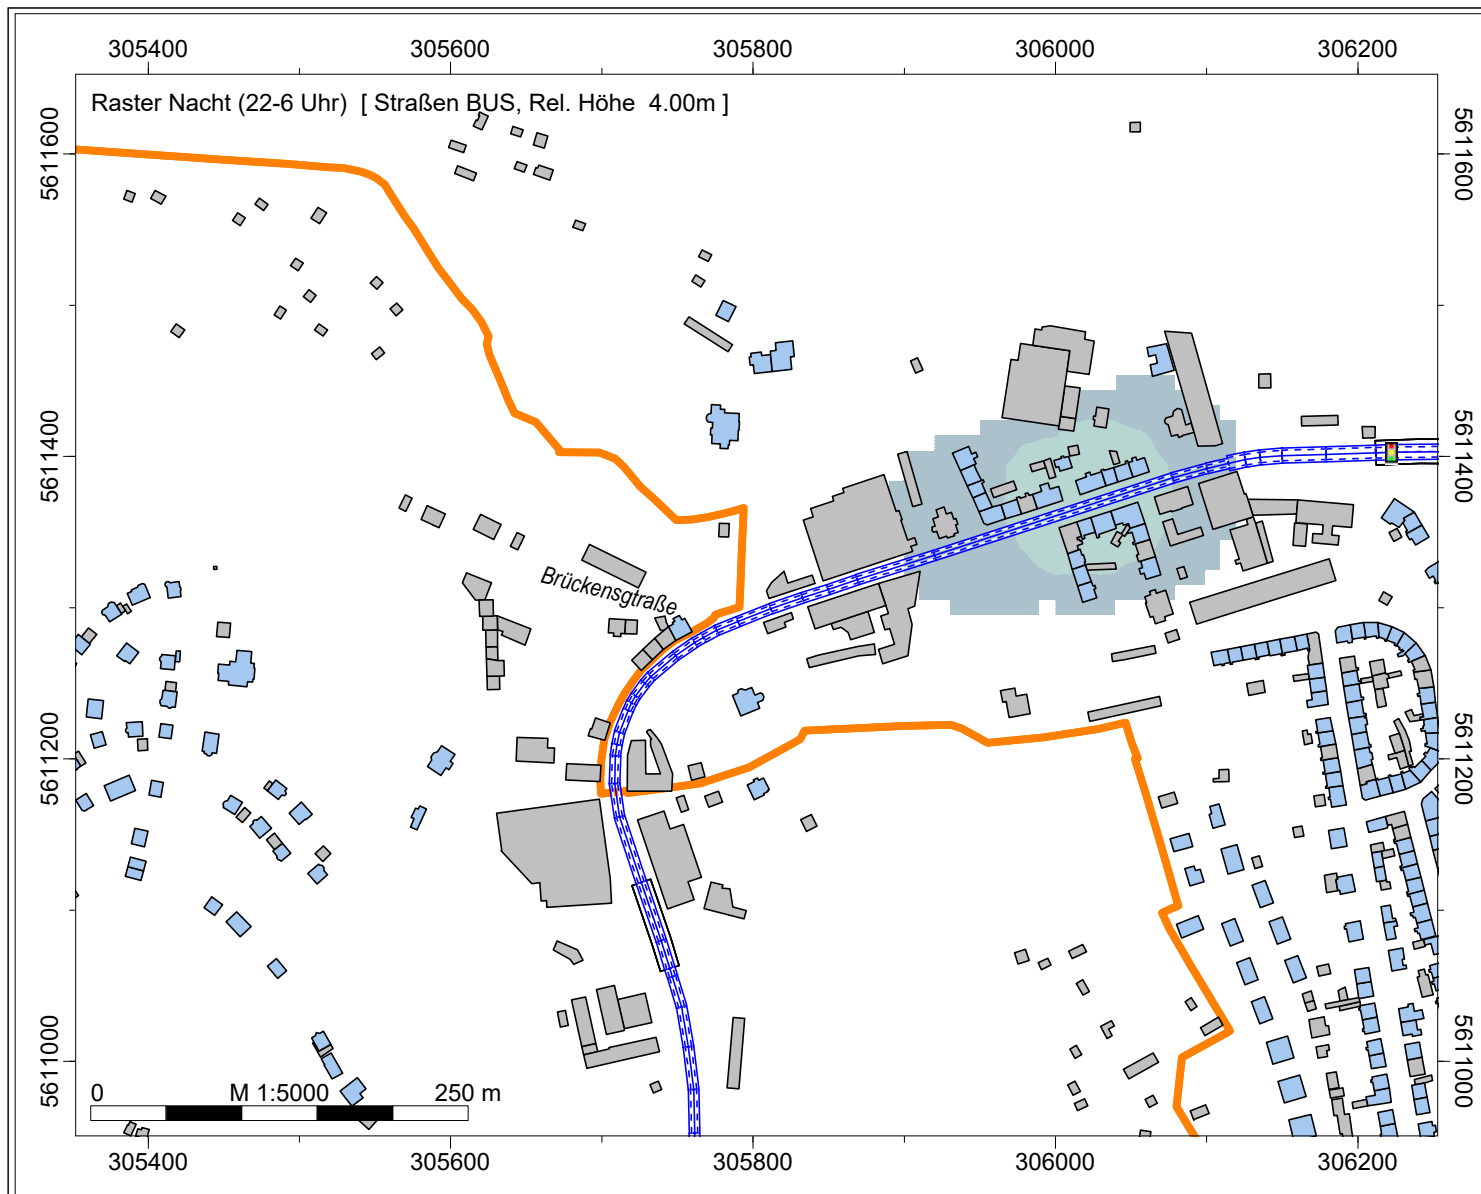 305400 305600 305800 306000 306200
Raster Nacht (22-6 Uhr) [ Straßen BUS, Rel. Höhe 4.00m ]
5611600 5611600
5611400 5611400
Brückensgtraße
5611200 5611200
5611000 5611000
0 M 1:5000 250 m
305400 305600 305800 306000 306200